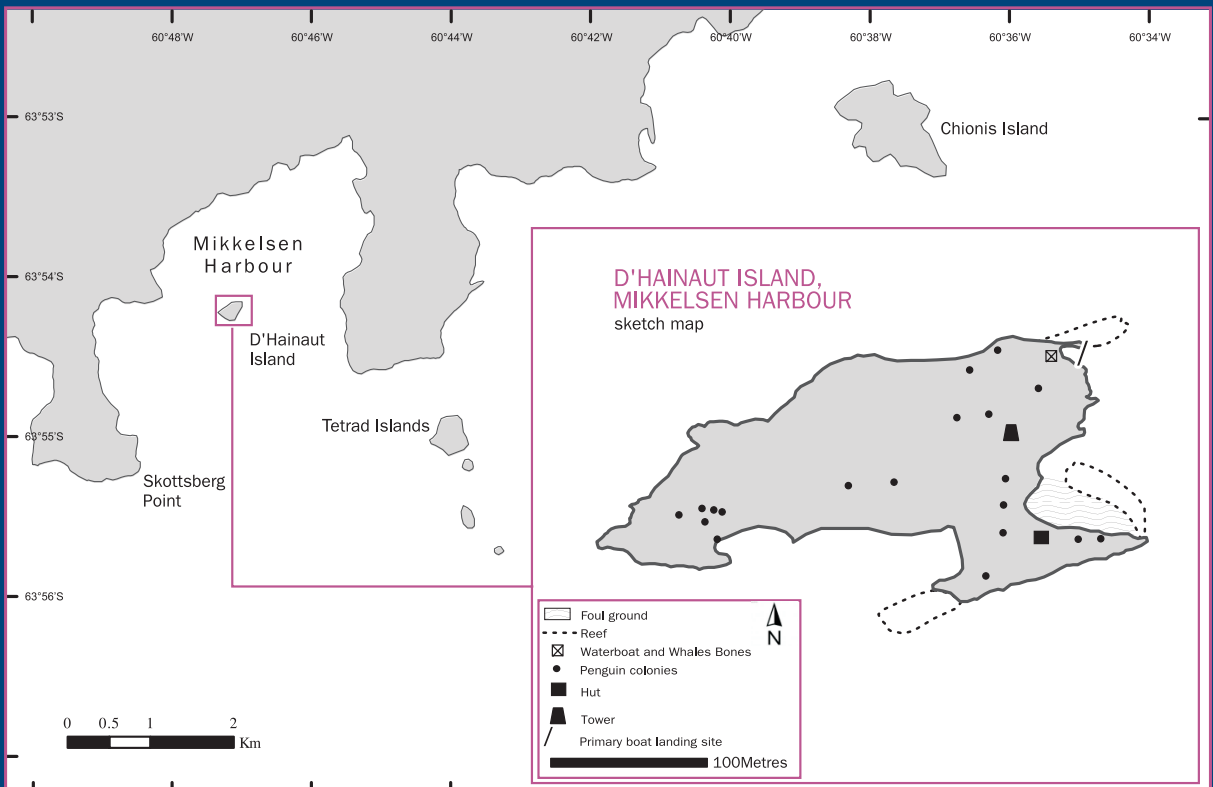 60°48'W 60°46'W 60°44'W 60°42'W 60°40'W 60°38'W 60°36'W 60°34'W
63°53'S
Chionis Island
Mikkelsen
Harbour
63°54'S
D'HAINAUT ISLAND,
MIKKELSEN HARBOUR
sketch map
D'Hainaut
Island
Tetrad Islands
63°55'S
Skottsberg
Point
63°56'S
Foul ground
Reef
Waterboat and Whales Bones
Penguin colonies
Hut
Tower
Primary boat landing site
100Metres
N
0 0.5 1 2
Km